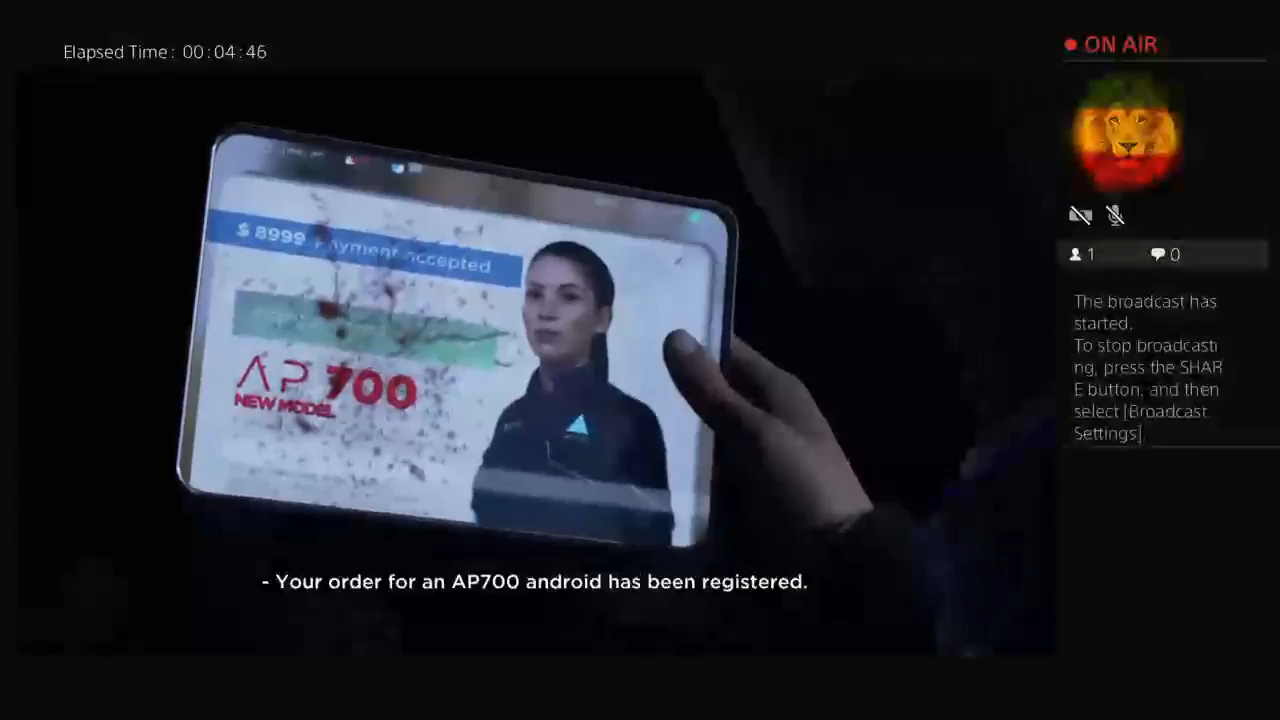 Elapsed Time: 00:04:46
ON AIR
$ 8999 Payment accepted
AP 700
NEW MODEL
1
0
The broadcast has
started.
To stop broadcasti
ng, press the SHAR
E button, and then
select [Broadcast
Settings]
- Your order for an AP700 android has been registered.